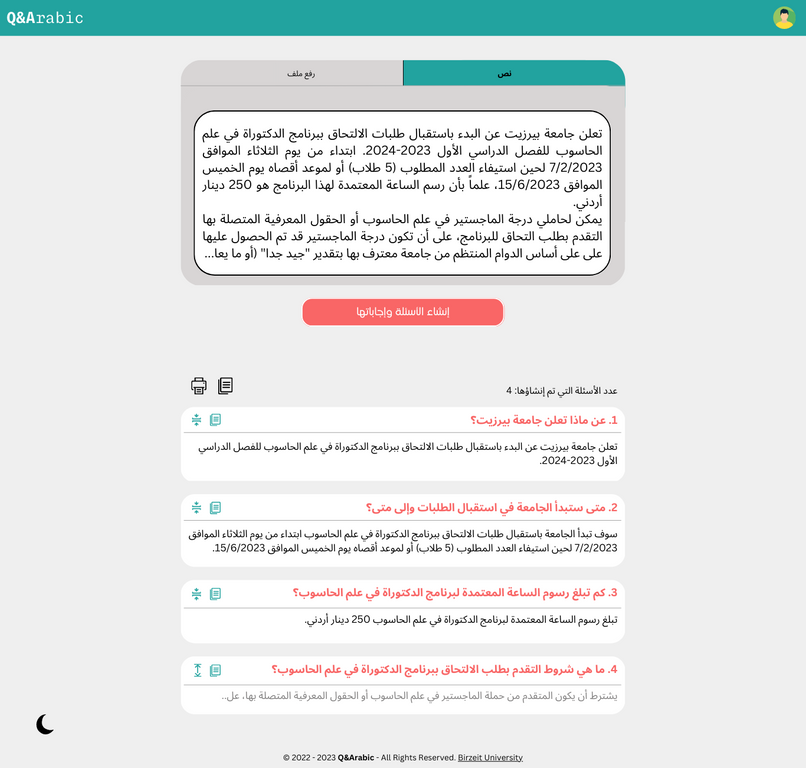 Q&Arabic
نص
رفع ملف
تعلن جامعة بيرزيت عن البدء باستقبال طلبات الالتحاق ببرنامج الدكتوراة في علم
الحاسوب للفصل الدراسي الأول 2023-2024. ابتداء من يوم الثلاثاء الموافق
7/2/2023 لحين استيفاء العدد المطلوب (5 طلاب) أو لموعد أقصاه يوم الخميس
الموافق 15/6/2023، علماً بأن رسم الساعة المعتمدة لهذا البرنامج هو 250 دينار
أردني.
يمكن لحاملي درجة الماجستير في علم الحاسوب أو الحقول المعرفية المتصلة بها
التقدم بطلب التحاق للبرنامج، على أن تكون درجة الماجستير قد تم الحصول عليها
على على أساس الدوام المنتظم من جامعة معترف بها بتقدير "جيد جدا" (أو ما يعا...
إنشاء الاسئلة وإجاباتها
عدد الأسئلة التي تم إنشاؤها: 4
1. عن ماذا تعلن جامعة بيرزيت؟
تعلن جامعة بيرزيت عن البدء باستقبال طلبات الالتحاق ببرنامج الدكتوراة في علم الحاسوب للفصل الدراسي
الأول 2023-2024.
2. متى ستبدأ الجامعة في استقبال الطلبات وإلى متى؟
سوف تبدأ الجامعة باستقبال طلبات الالتحاق ببرنامج الدكتوراة في علم الحاسوب ابتداء من يوم الثلاثاء الموافق
7/2/2023 لحين استيفاء العدد المطلوب (5 طلاب) أو لموعد أقصاه يوم الخميس الموافق 15/6/2023.
3. كم تبلغ رسوم الساعة المعتمدة لبرنامج الدكتوراة في علم الحاسوب؟
تبلغ رسوم الساعة المعتمدة لبرنامج الدكتوراة في علم الحاسوب 250 دينار أردني.
4. ما هي شروط التقدم بطلب الالتحاق ببرنامج الدكتوراة في علم الحاسوب؟
يشترط أن يكون المتقدم من حملة الماجستير في علم الحاسوب أو الحقول المعرفية المتصلة بها، عل..
© 2022 - 2023 Q&Arabic - All Rights Reserved. Birzeit University